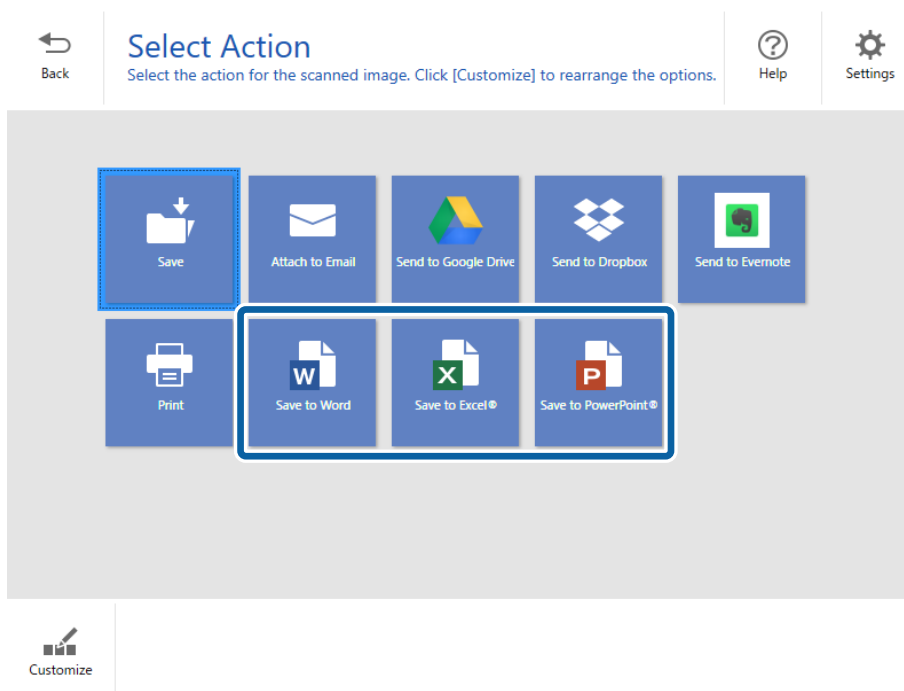 Back
Select Action
Select the action for the scanned image. Click [Customize] to rearrange the options.
Help
Settings
Save
Attach to Email
Send to Google Drive
Send to Dropbox
Send to Evernote
Print
W
Save to Word
X
Save to Excel®
P
Save to PowerPoint®
Customize